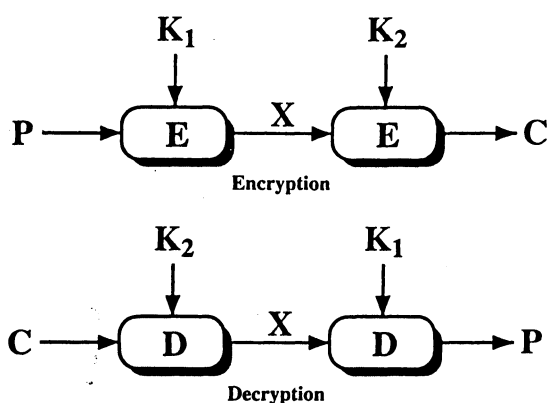 K₁ K₂
P E X E C
Encryption
K₂ K₁
C D X D P
Decryption